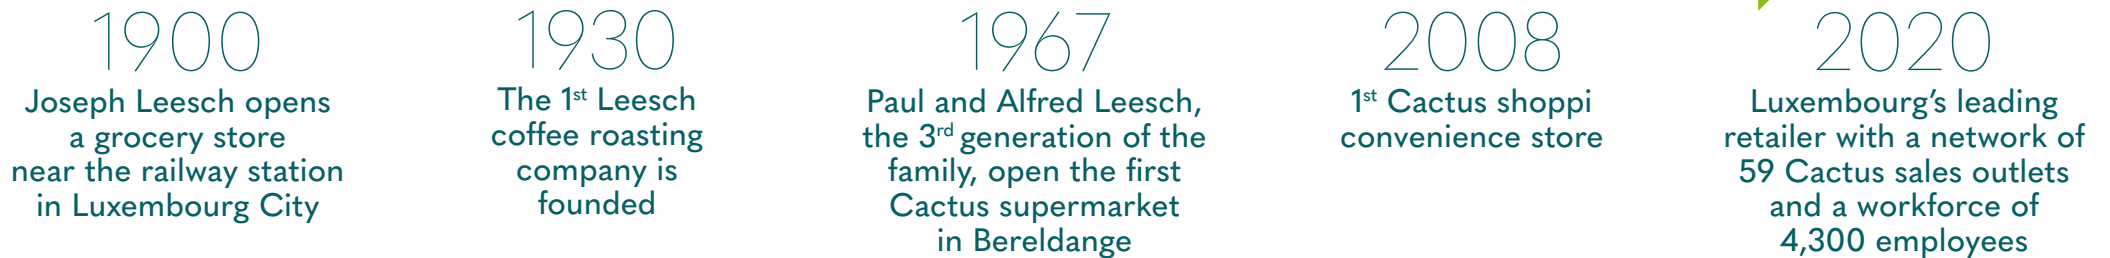 1900
Joseph Leesch opens
a grocery store
near the railway station
in Luxembourg City
1930
The 1st Leesch
coffee roasting
company is
founded
1967
Paul and Alfred Leesch,
the 3rd generation of the
family, open the first
Cactus supermarket
in Bereldange
2008
1st Cactus shoppi
convenience store
2020
Luxembourg’s leading
retailer with a network of
59 Cactus sales outlets
and a workforce of
4,300 employees